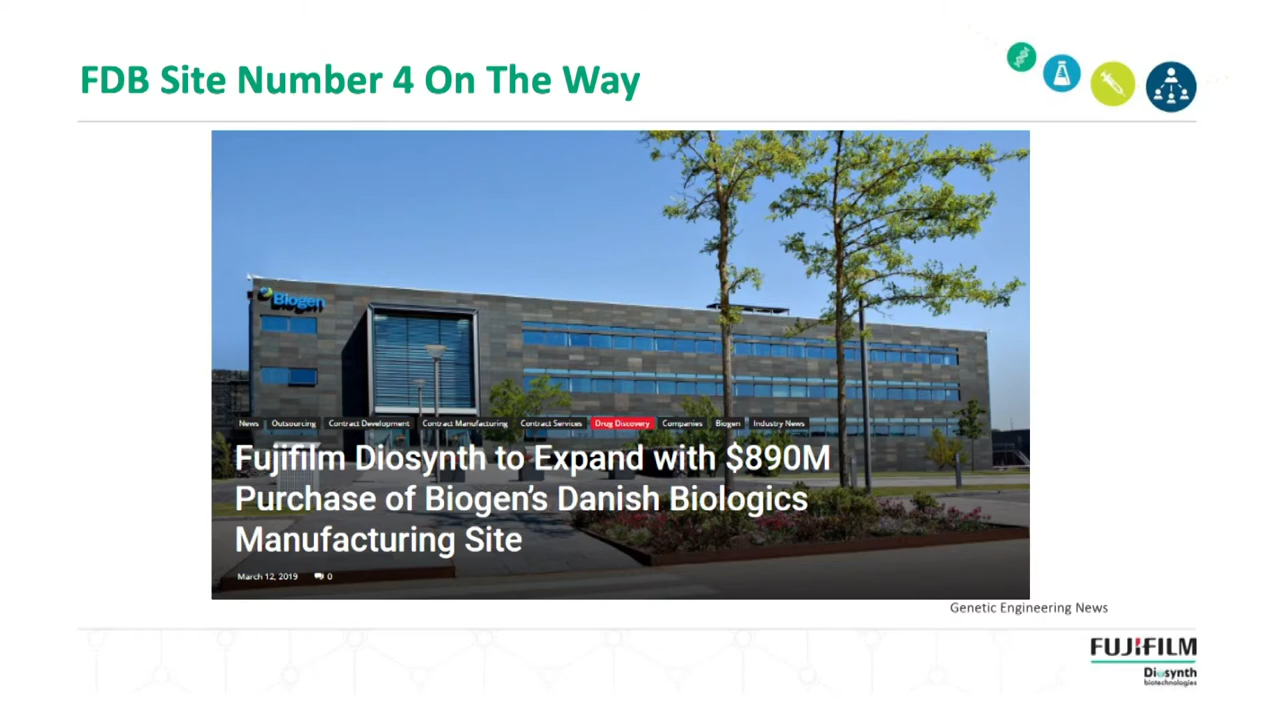 FDB Site Number 4 On The Way
Biogen
News Outsourcing Contract Development Contract Manufacturing Contract Services Drug Discovery Companies Biogen Industry News
Fujifilm Diosynth to Expand with $890M
Purchase of Biogen's Danish Biologics
Manufacturing Site
March 12, 2019 0
Genetic Engineering News
FUJIFILM
Diosynth
biotechnologies